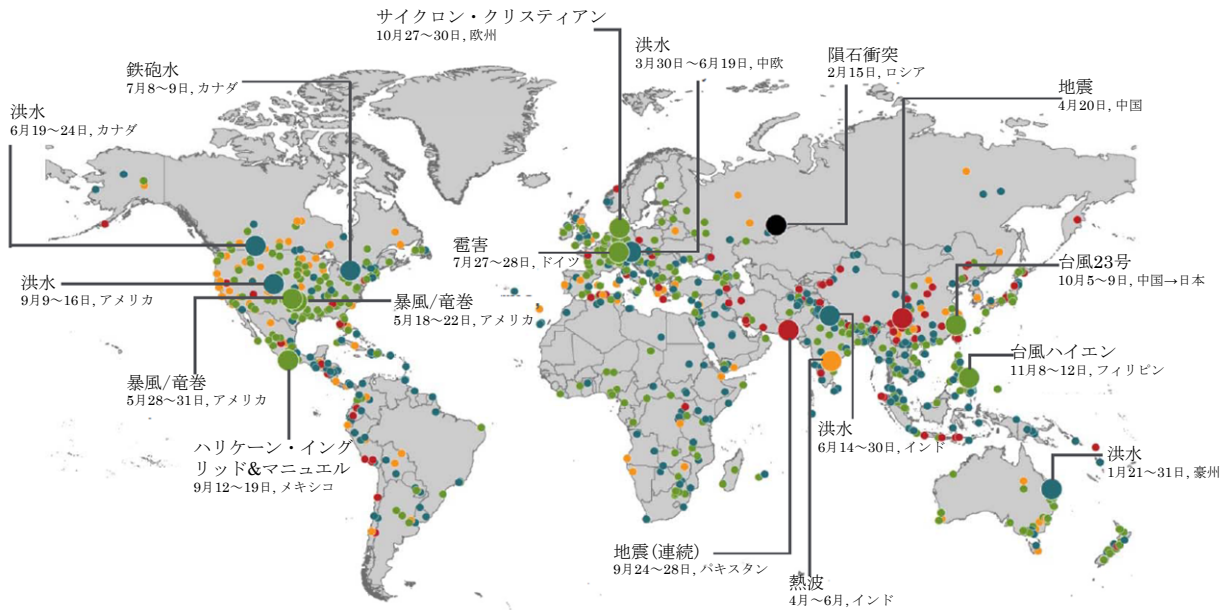 サイクロン・クリスティアン
10月27～30日, 欧州
洪水
3月30日～6月19日, 中欧
隕石衝突
2月15日, ロシア
地震
4月20日, 中国
鉄砲水
7月8～9日, カナダ
洪水
6月19～24日, カナダ
雹害
7月27～28日, ドイツ
台風23号
10月5～9日, 中国→日本
洪水
9月9～16日, アメリカ
暴風/竜巻
5月18～22日, アメリカ
台風ハイエン
11月8～12日, フィリピン
暴風/竜巻
5月28～31日, アメリカ
ハリケーン・イング
リッド&マニュエル
9月12～19日, メキシコ
洪水
6月14～30日, インド
洪水
1月21～31日, 豪州
地震(連続)
9月24～28日, パキスタン
熱波
4月～6月, インド